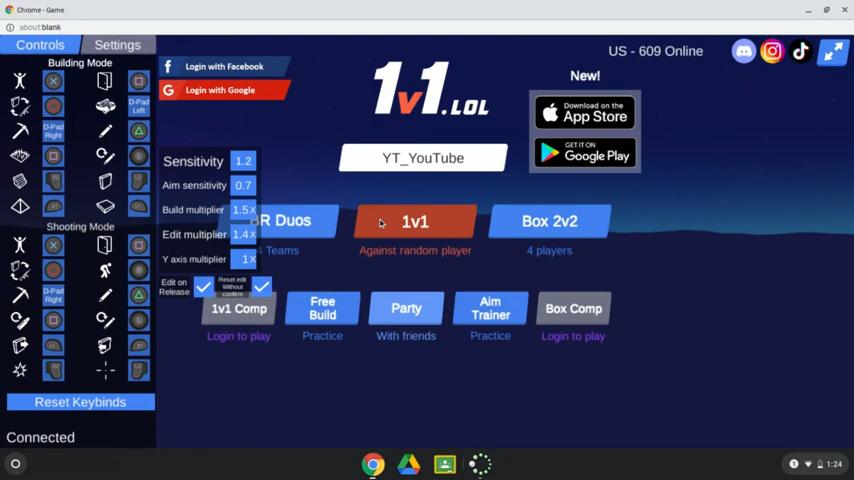 Chrome - Game
about:blank
Controls
Settings
Building Mode
D-Pad Left
D-Pad Right
Shooting Mode
D-Pad Right
Reset Keybinds
Connected
Sensitivity 1.2
Aim sensitivity 0.7
Build multiplier 1.5x
Edit multiplier 1.4x
Y axis multiplier 1x
Edit on Release
Reset edit Without confirm
f Login with Facebook
G Login with Google
1v1.LOL
US - 609 Online
New!
Download on the
App Store
GET IT ON
Google Play
YT_YouTube
BR Duos
1v1
Box 2v2
4 Teams
Against random player
4 players
1v1 Comp
Free Build
Party
Aim Trainer
Box Comp
Login to play
Practice
With friends
Practice
Login to play
1:24